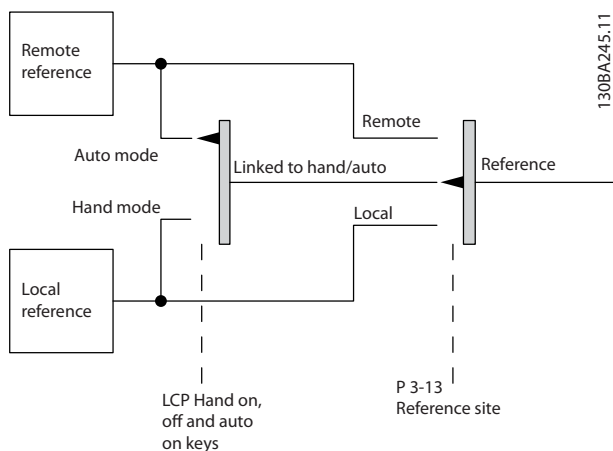 Remote
reference
130BA245.11
Remote
Auto mode
Linked to hand/auto
Reference
Hand mode
Local
Local
reference
LCP Hand on,
off and auto
on keys
P 3-13
Reference site